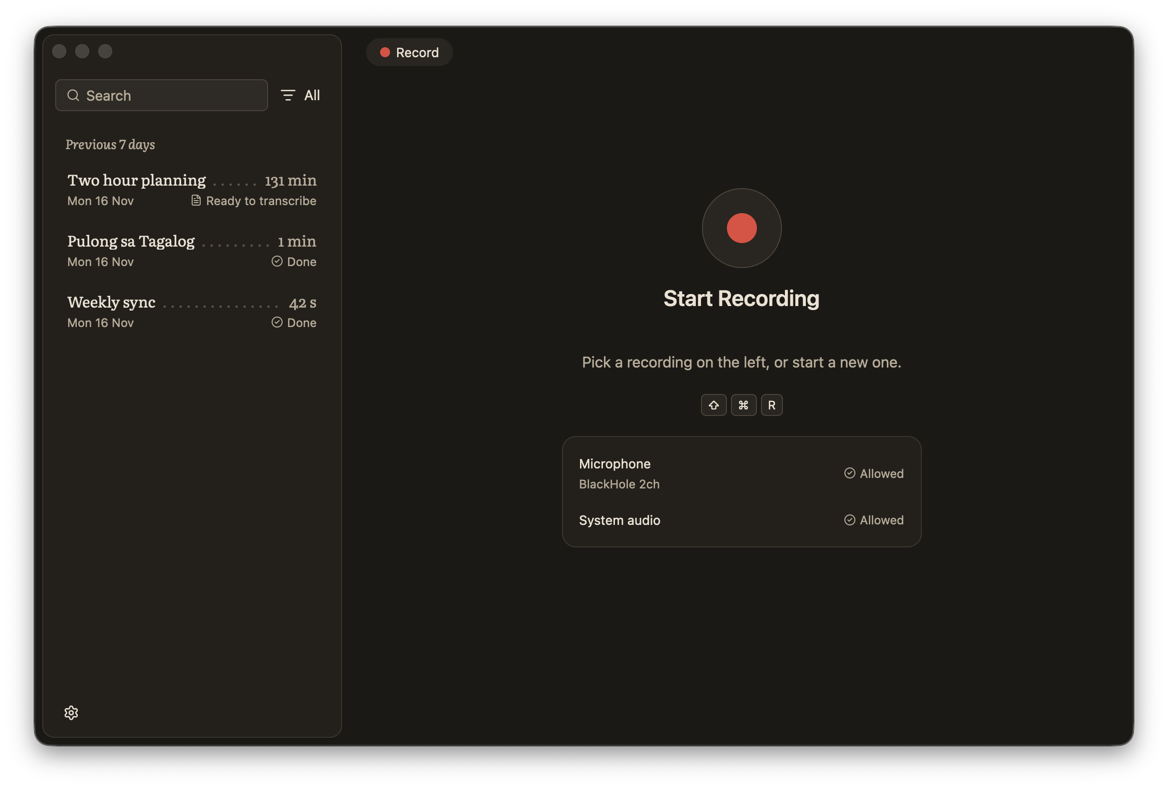 Record
Search
All
Previous 7 days
Two hour planning ...... 131 min
Mon 16 Nov Ready to transcribe
Pulong sa Tagalog ......... 1 min
Mon 16 Nov Done
Weekly sync ............... 42 s
Mon 16 Nov Done
Start Recording
Pick a recording on the left, or start a new one.
⇧ ⌘ R
Microphone
BlackHole 2ch
Allowed
System audio
Allowed